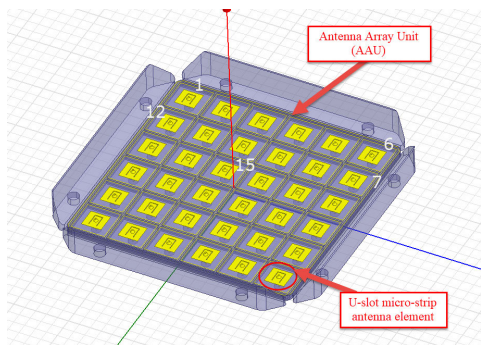 Antenna Array Unit
(AAU)
1
12
6
15
7
U-slot micro-strip
antenna element